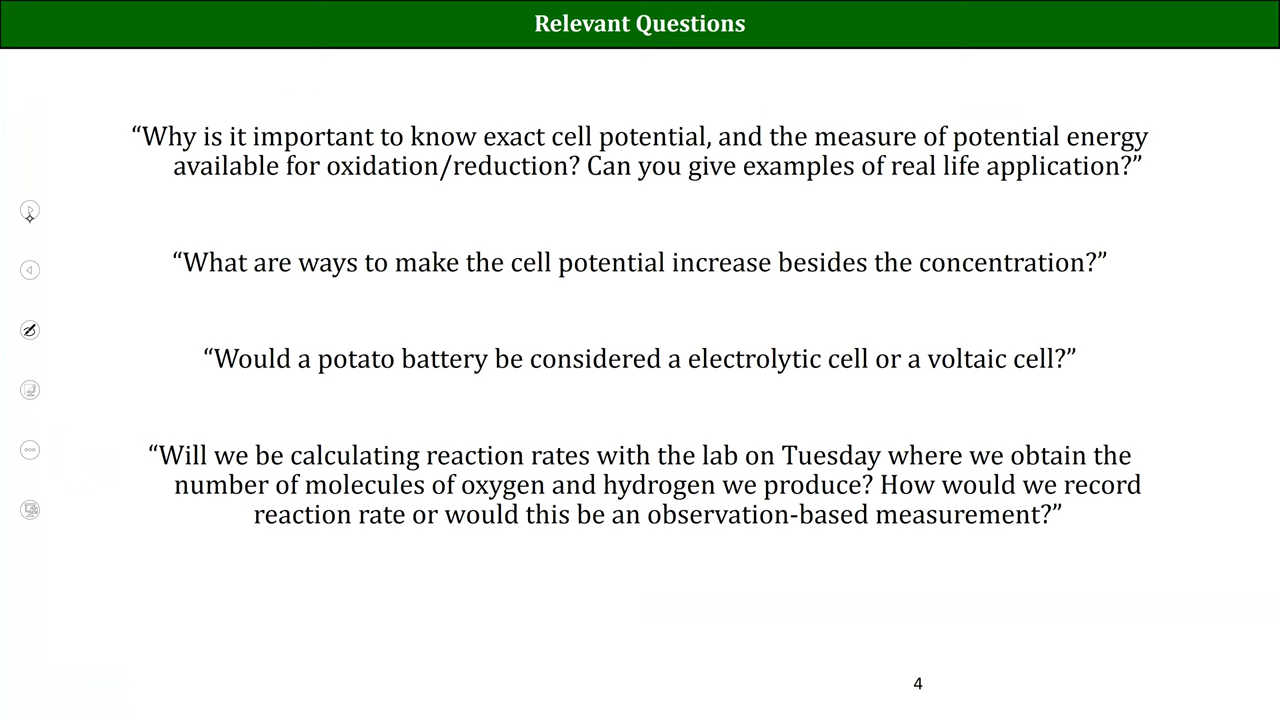 Relevant Questions
“Why is it important to know exact cell potential, and the measure of potential energy
available for oxidation/reduction? Can you give examples of real life application?”
“What are ways to make the cell potential increase besides the concentration?”
“Would a potato battery be considered a electrolytic cell or a voltaic cell?”
“Will we be calculating reaction rates with the lab on Tuesday where we obtain the
number of molecules of oxygen and hydrogen we produce? How would we record
reaction rate or would this be an observation-based measurement?”
4